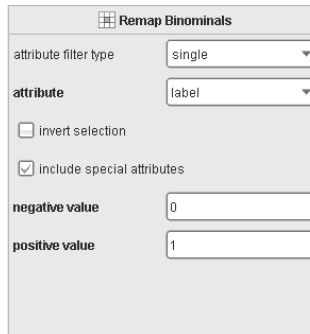 Remap Binominals
attribute filter type single
attribute label
invert selection
include special attributes
negative value 0
positive value 1